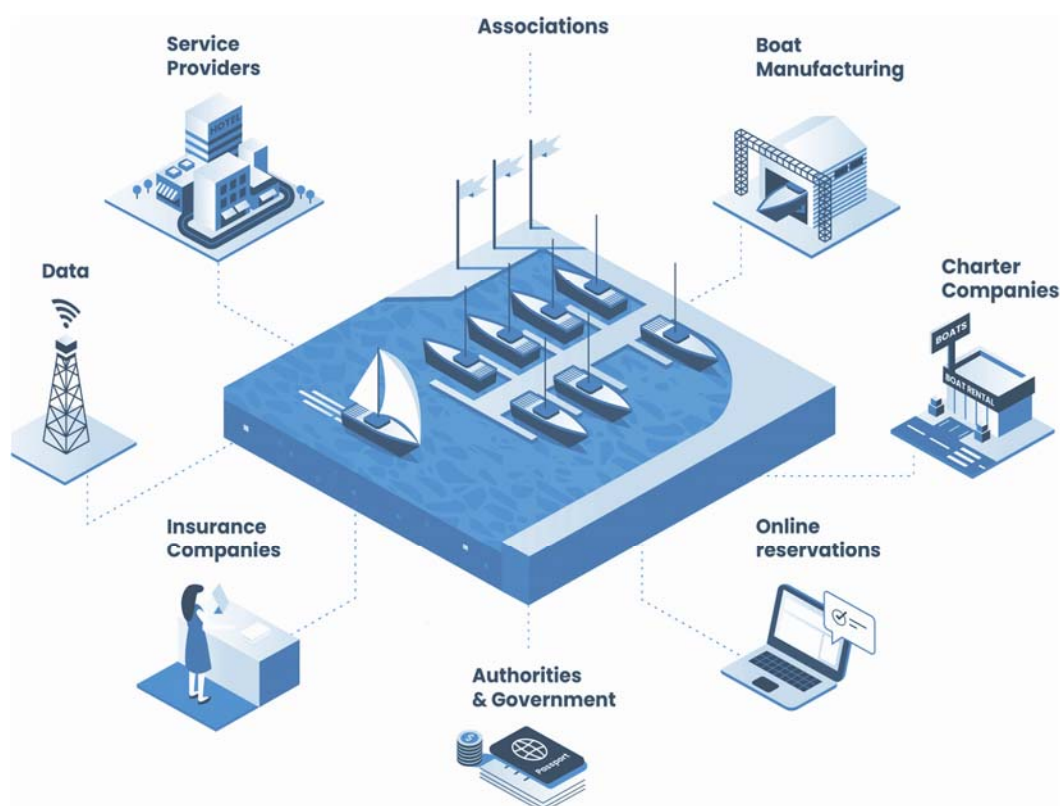 Associations
Service
Providers
Boat
Manufacturing
HOTEL
Data
Charter
Companies
BOATS
BOAT RENTAL
Insurance
Companies
Online
reservations
Authorities
& Government
$
Passport